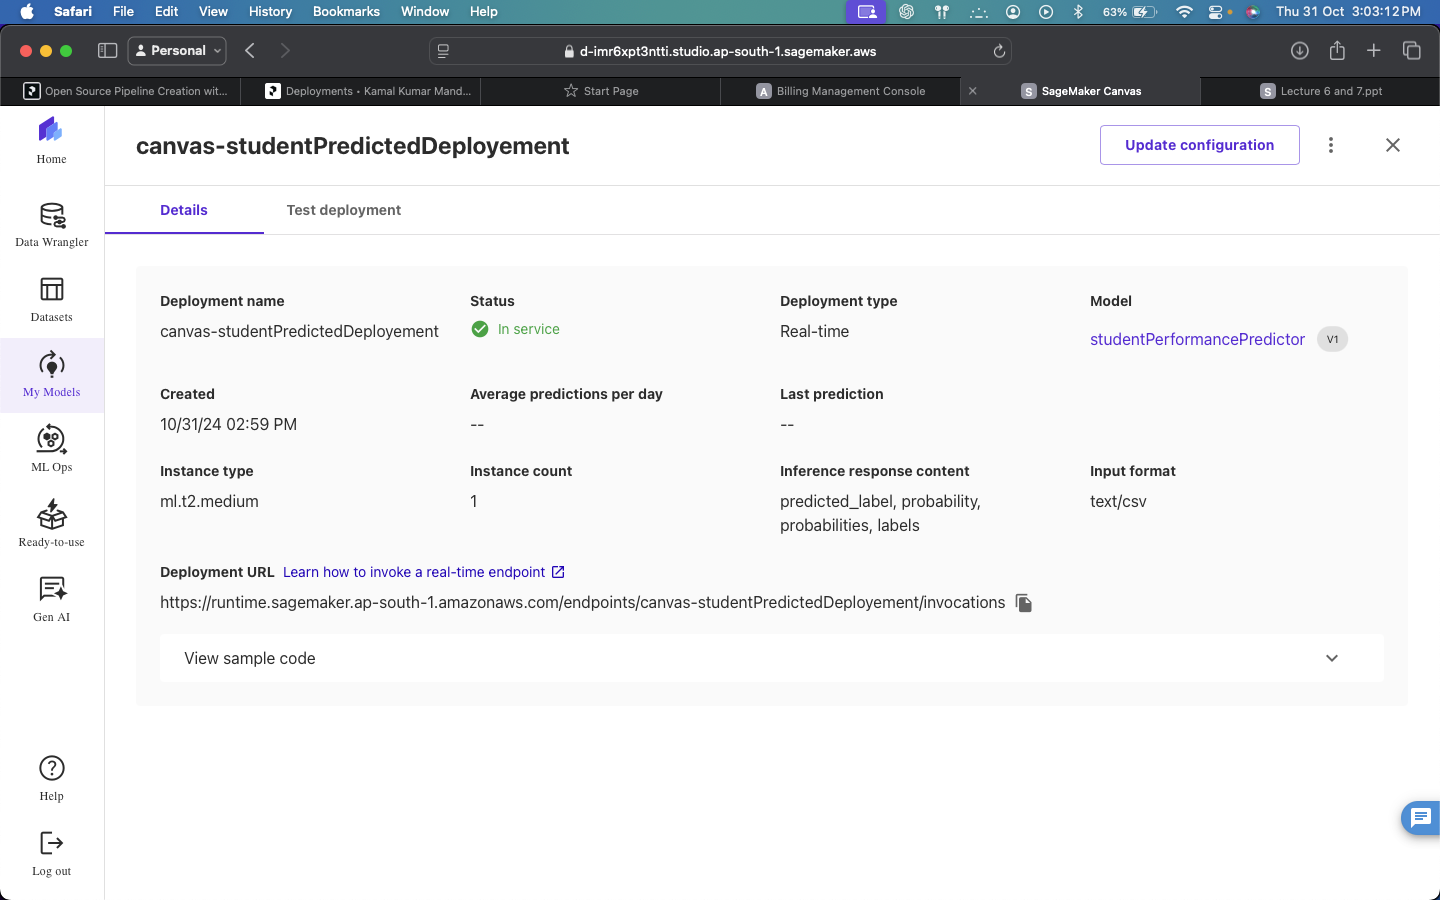 Safari File Edit View History Bookmarks Window Help 63% Thu 31 Oct 3:03:12 PM
Personal d-imr6xpt3ntti.studio.ap-south-1.sagemaker.aws
Open Source Pipeline Creation wit... Deployments • Kamal Kumar Mand... Start Page A Billing Management Console S SageMaker Canvas S Lecture 6 and 7.ppt
Home
Data Wrangler
Datasets
My Models
ML Ops
Ready-to-use
Gen AI
Help
Log out
canvas-studentPredictedDeployement
Update configuration
Details Test deployment
Deployment name Status Deployment type Model
canvas-studentPredictedDeployement In service Real-time studentPerformancePredictor V1
Created Average predictions per day Last prediction
10/31/24 02:59 PM -- --
Instance type Instance count Inference response content Input format
ml.t2.medium 1 predicted_label, probability, text/csv
probabilities, labels
Deployment URL Learn how to invoke a real-time endpoint
https://runtime.sagemaker.ap-south-1.amazonaws.com/endpoints/canvas-studentPredictedDeployement/invocations
View sample code